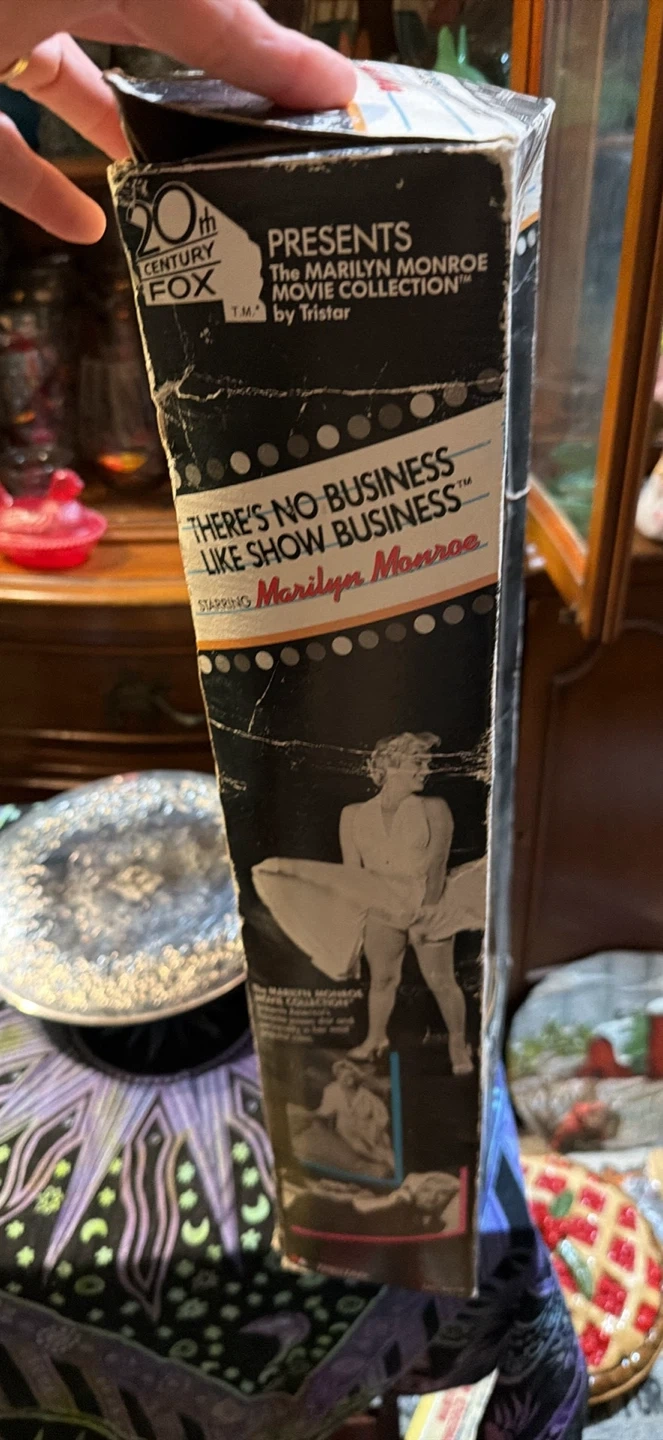 20th
CENTURY
FOX
T.M.*
PRESENTS
The MARILYN MONROE
MOVIE COLLECTION™
by Tristar
THERE'S NO BUSINESS
LIKE SHOW BUSINESS™
STARRING Marilyn Monroe
The MARILYN MONROE
MOVIE COLLECTION™